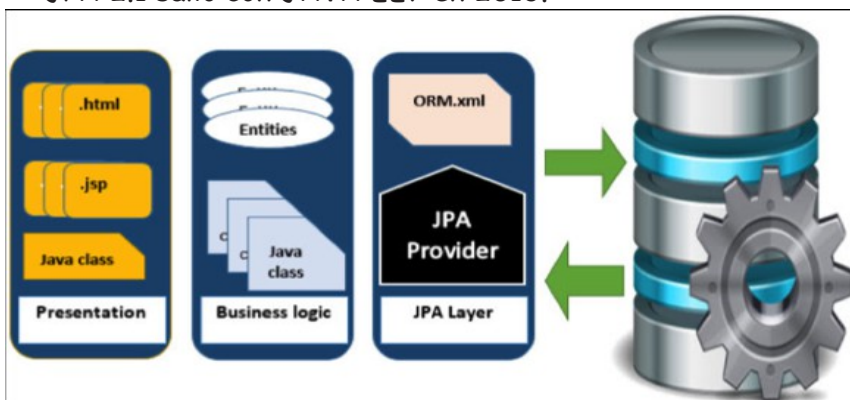 .html
.jsp
Java class
Presentation
Entities
Java
class
Business logic
ORM.xml
JPA
Provider
JPA Layer